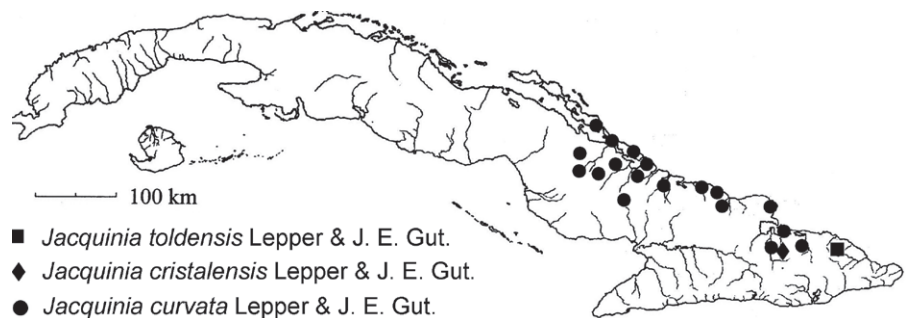 100 km
Jacquinia toldensis Lepper & J. E. Gut.
Jacquinia cristalensis Lepper & J. E. Gut.
Jacquinia curvata Lepper & J. E. Gut.